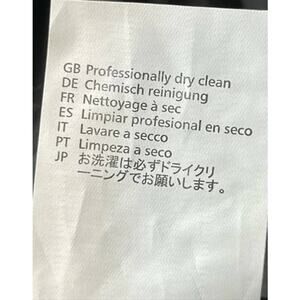 GB Professionally dry clean
DE Chemisch reinigung
FR Nettoyage à sec
ES Limpiar profesional en seco
IT Lavare a secco
PT Limpeza a seco
JP お洗濯は必ずドライクリ
ーニングでお願いします。